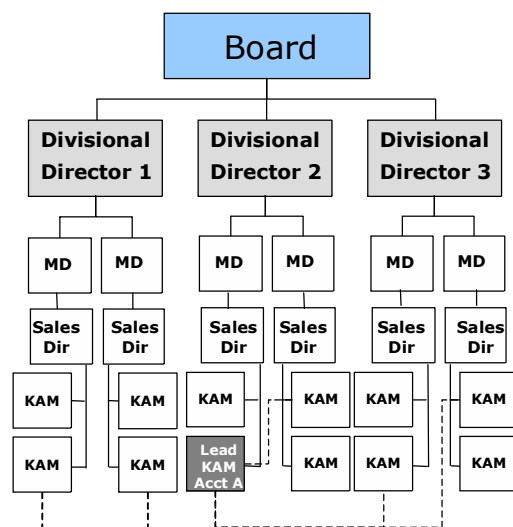 Board
Divisional
Director 1
Divisional
Director 2
Divisional
Director 3
MD
MD
MD
MD
MD
MD
Sales
Dir
Sales
Dir
Sales
Dir
Sales
Dir
Sales
Dir
Sales
Dir
KAM
KAM
KAM
KAM
KAM
KAM
KAM
KAM
Lead
KAM
Acct A
KAM
KAM
KAM